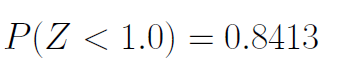 P(Z < 1.0) = 0.8413